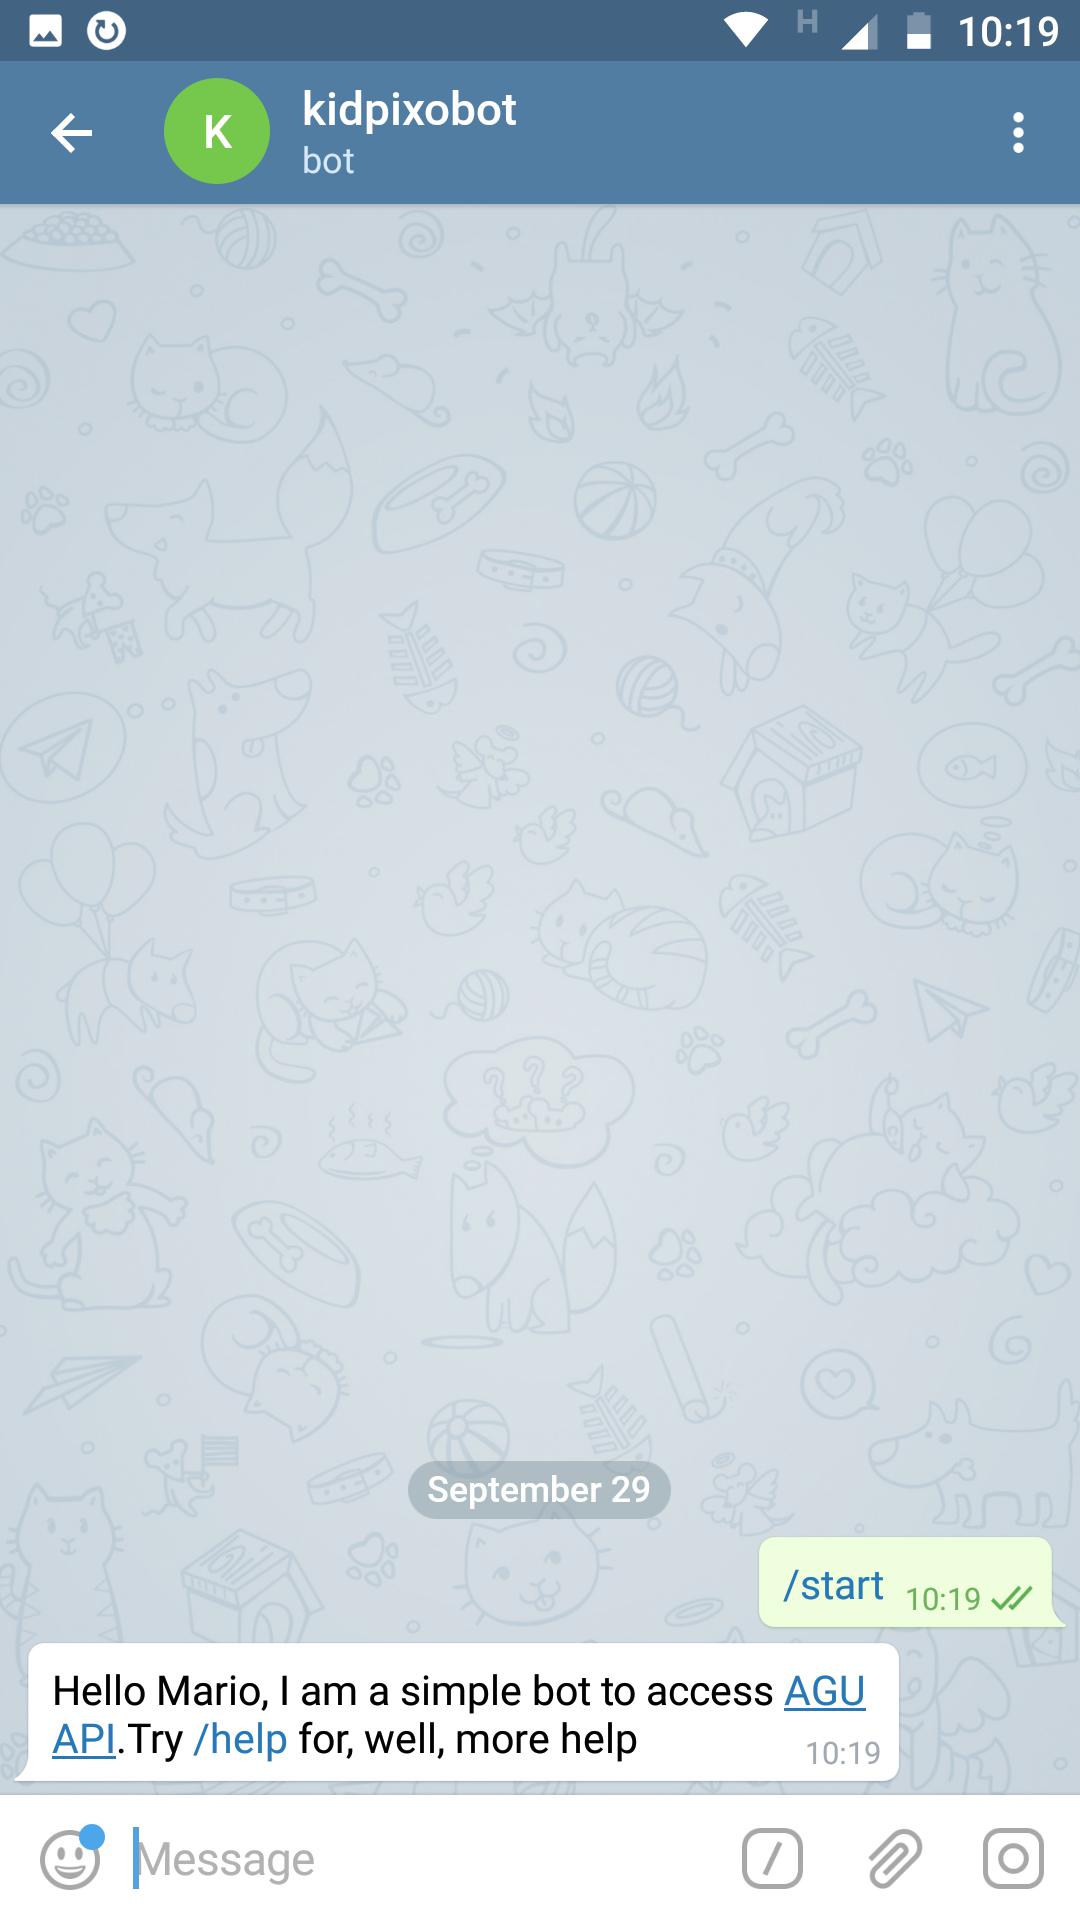 H 10:19
K
kidpixobot
bot
September 29
/start 10:19
Hello Mario, I am a simple bot to access AGU
API.Try /help for, well, more help
10:19
Message